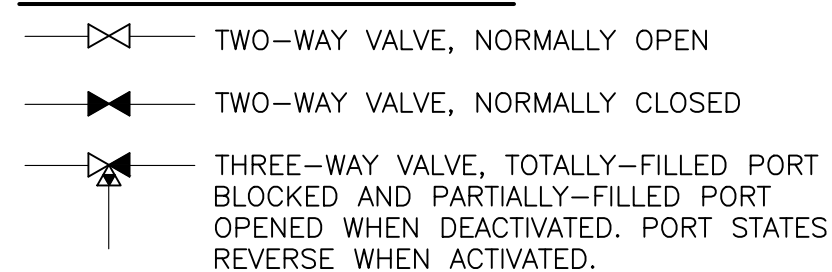 TWO-WAY VALVE, NORMALLY OPEN
TWO-WAY VALVE, NORMALLY CLOSED
THREE-WAY VALVE, TOTALLY-FILLED PORT
BLOCKED AND PARTIALLY-FILLED PORT
OPENED WHEN DEACTIVATED. PORT STATES
REVERSE WHEN ACTIVATED.